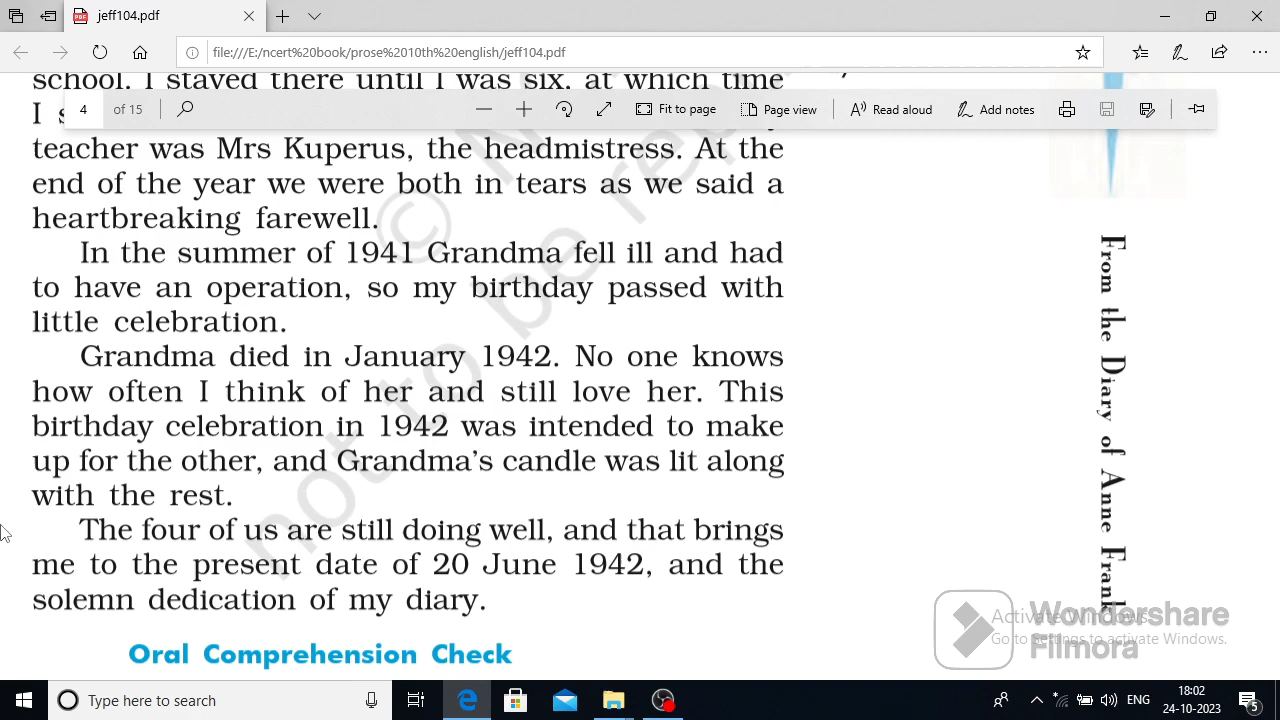 jeff104.pdf
file:///E:/ncert%20book/prose%2010th%20english/jeff104.pdf
school. I stayed there until I was six, at which time
4 of 15 Fit to page Page view Read aloud Add notes
I s
teacher was Mrs Kuperus, the headmistress. At the
end of the year we were both in tears as we said a
heartbreaking farewell.
In the summer of 1941 Grandma fell ill and had
to have an operation, so my birthday passed with
little celebration.
Grandma died in January 1942. No one knows
how often I think of her and still love her. This
birthday celebration in 1942 was intended to make
up for the other, and Grandma's candle was lit along
with the rest.
The four of us are still doing well, and that brings
me to the present date of 20 June 1942, and the
solemn dedication of my diary.
Oral Comprehension Check
From the Diary of Anne Frank
© N
not to be rep
Activate Windows
Go to Settings to activate Windows.
Wondershare
Filmora
Type here to search
ENG
18:02
24-10-2023
5